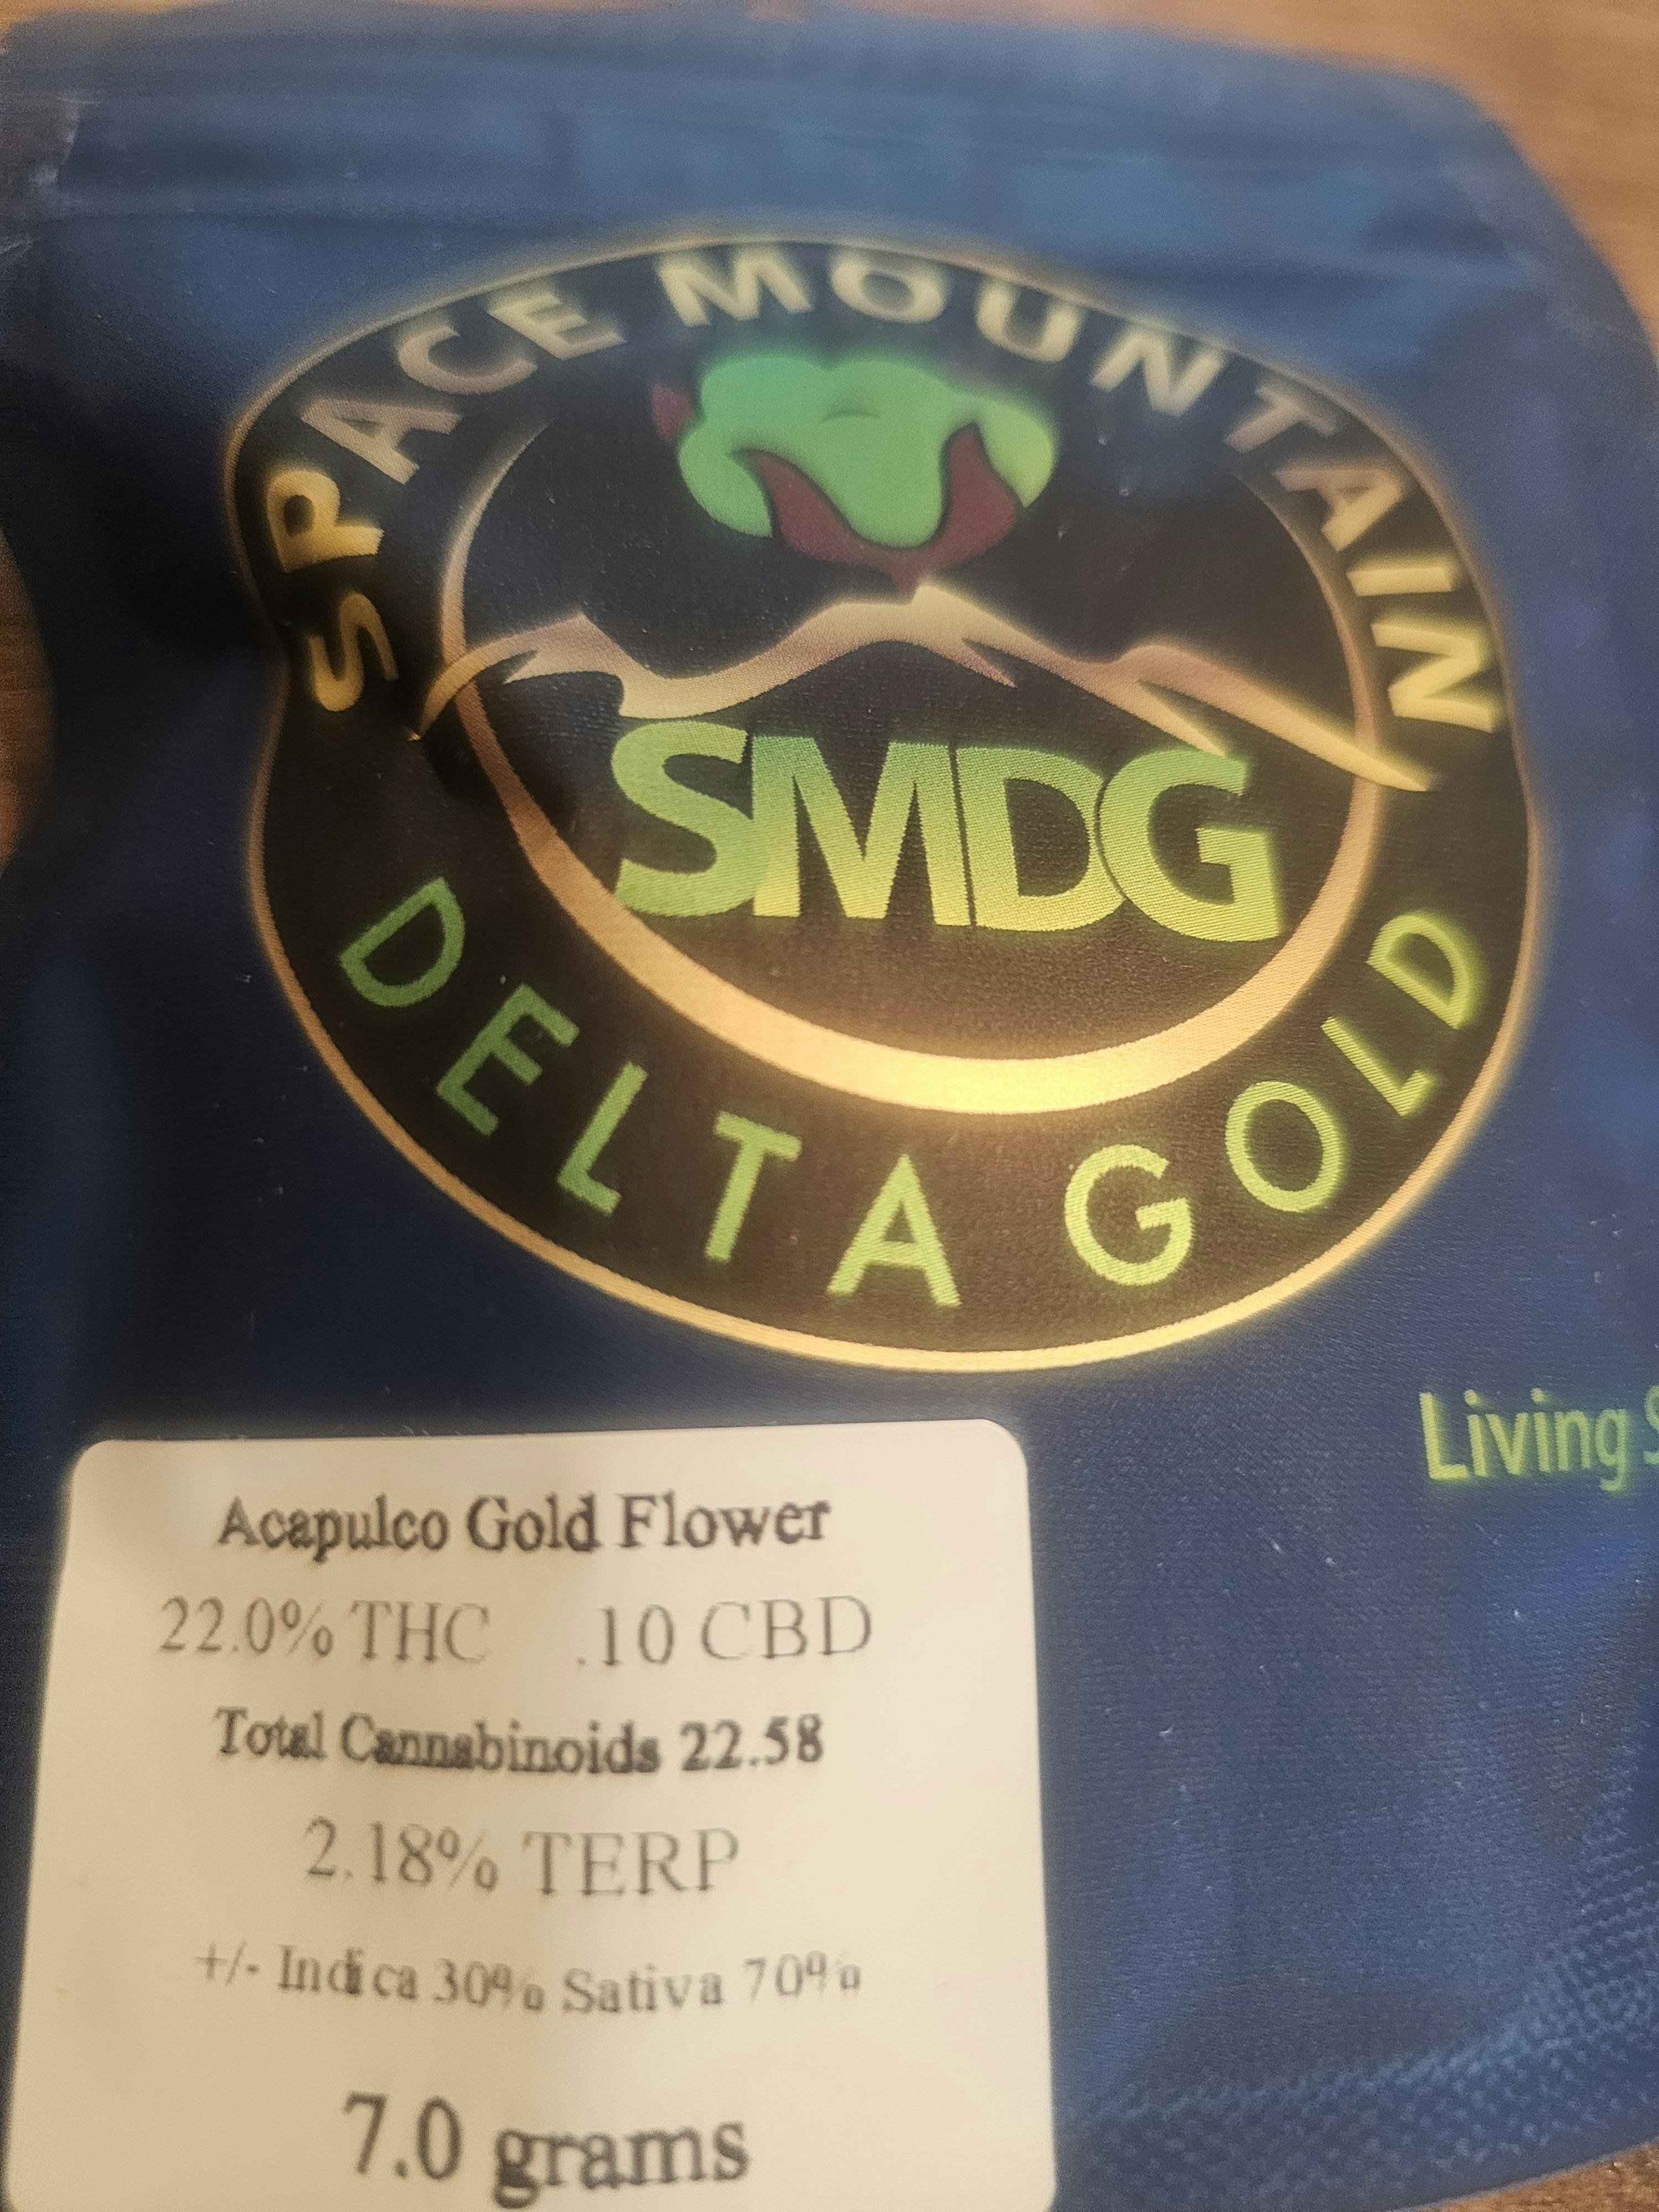 SPACE MOUNTAIN
SMDG
DELTA GOLD
Living
Acapulco Gold Flower
22.0% THC .10 CBD
Total Cannabinoids 22.58
2.18% TERP
+/- Indica 30% Sativa 70%
7.0 grams